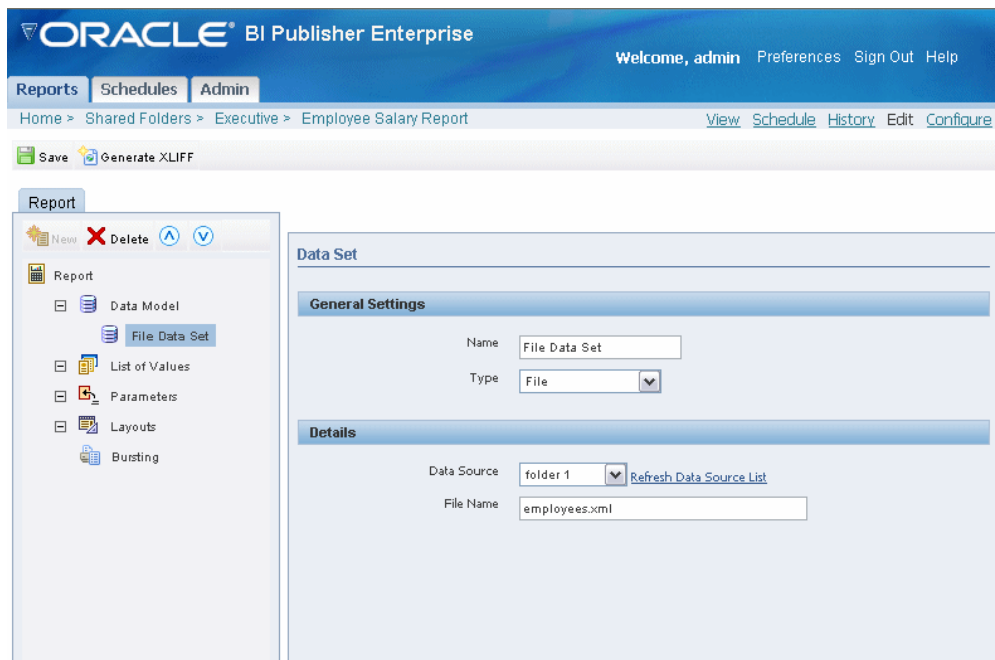 ORACLE BI Publisher Enterprise
Welcome, admin Preferences Sign Out Help
Reports Schedules Admin
Home > Shared Folders > Executive > Employee Salary Report View Schedule History Edit Configure
Save Generate XLIFF
Report
New Delete
Report
Data Model
File Data Set
List of Values
Parameters
Layouts
Bursting
Data Set
General Settings
Name File Data Set
Type File
Details
Data Source folder 1 Refresh Data Source List
File Name employees.xml